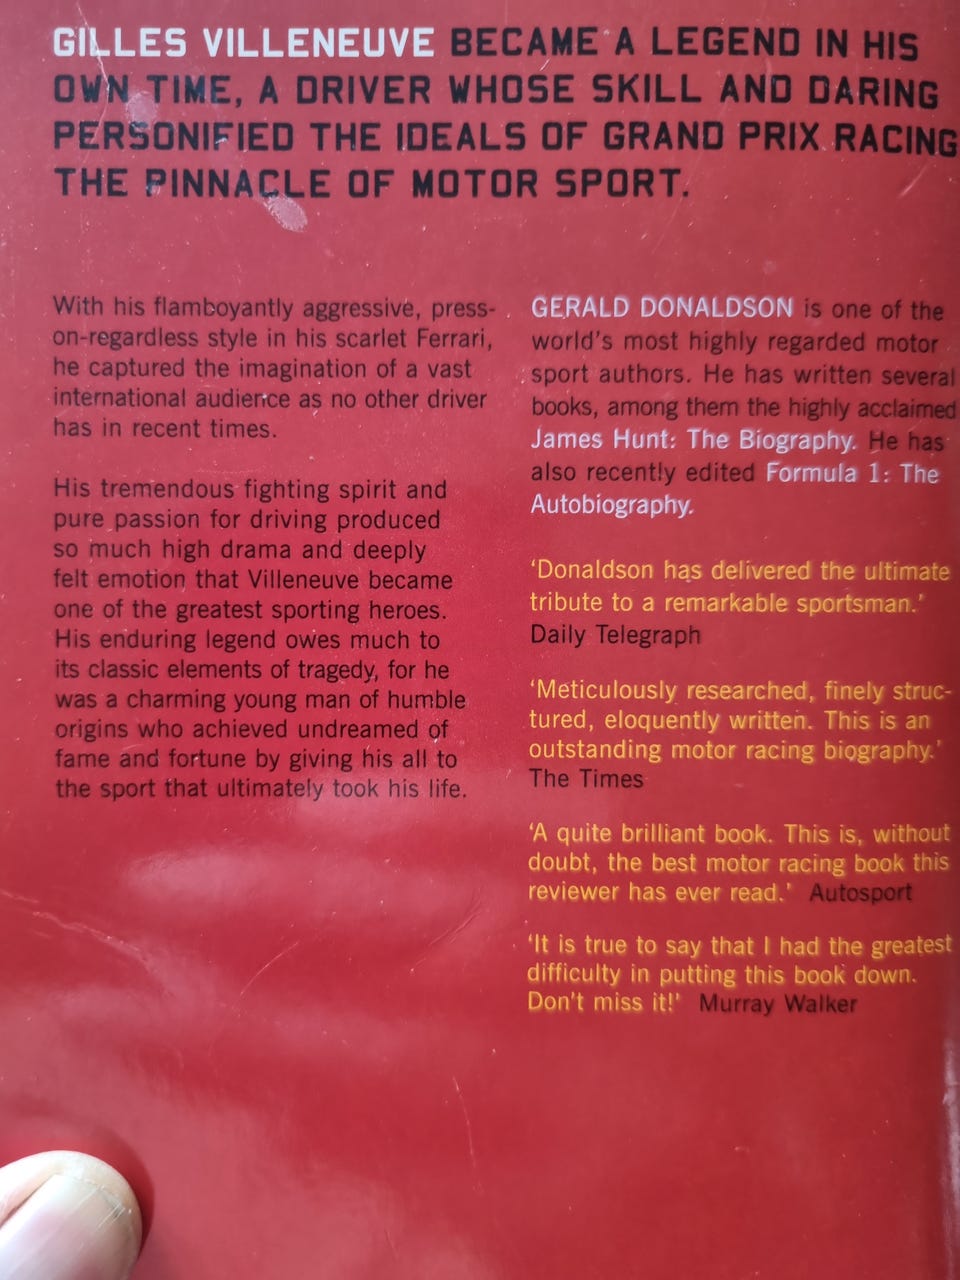 GILLES VILLENEUVE BECAME A LEGEND IN HIS
OWN TIME, A DRIVER WHOSE SKILL AND DARING
PERSONIFIED THE IDEALS OF GRAND PRIX RACING
THE PINNACLE OF MOTOR SPORT.
With his flamboyantly aggressive, press-
on-regardless style in his scarlet Ferrari,
he captured the imagination of a vast
international audience as no other driver
has in recent times.
His tremendous fighting spirit and
pure passion for driving produced
so much high drama and deeply
felt emotion that Villeneuve became
one of the greatest sporting heroes.
His enduring legend owes much to
its classic elements of tragedy, for he
was a charming young man of humble
origins who achieved undreamed of
fame and fortune by giving his all to
the sport that ultimately took his life.
GERALD DONALDSON is one of the
world's most highly regarded motor
sport authors. He has written several
books, among them the highly acclaimed
James Hunt: The Biography. He has
also recently edited Formula 1: The
Autobiography.
'Donaldson has delivered the ultimate
tribute to a remarkable sportsman.'
Daily Telegraph
'Meticulously researched, finely struc-
tured, eloquently written. This is an
outstanding motor racing biography.'
The Times
'A quite brilliant book. This is, without
doubt, the best motor racing book this
reviewer has ever read.' Autosport
'It is true to say that I had the greatest
difficulty in putting this book down.
Don't miss it!' Murray Walker